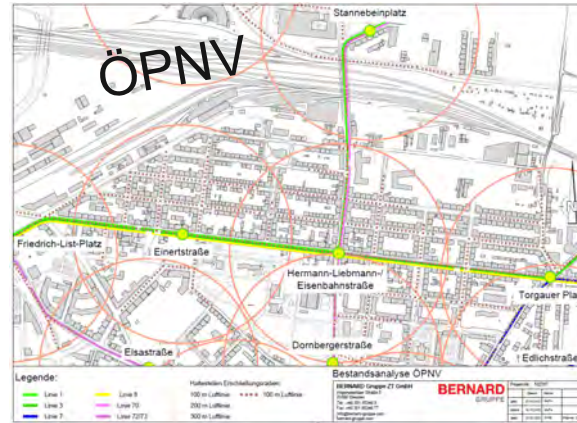 Stannebeinplatz
ÖPNV
Friedrich-List-Platz
Einertstraße
Hermann-Liebmann-/
Eisenbahnstraße
Torgauer Pla
Elsastraße
Dornbergerstraße
Edlichstraße
Legende:
Linie 1
Linie 3
Linie 7
Linie 8
Linie 70
Linie 72/73
Haltestellen Erschließungsradien:
100 m Luftlinie
200 m Luftlinie
300 m Luftlinie
100 m Luftlinie
Bestandsanalyse ÖPNV
BERNARD Gruppe ZT GmbH
BERNARD
GRUPPE